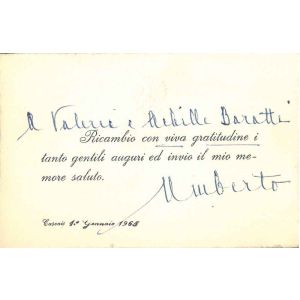 A Valerie e Achille Baratti
Ricambio con viva gratitudine i
tanto gentili auguri ed invio il mio me-
more saluto.
Umberto
Cascais 1.° Gennaio 1968